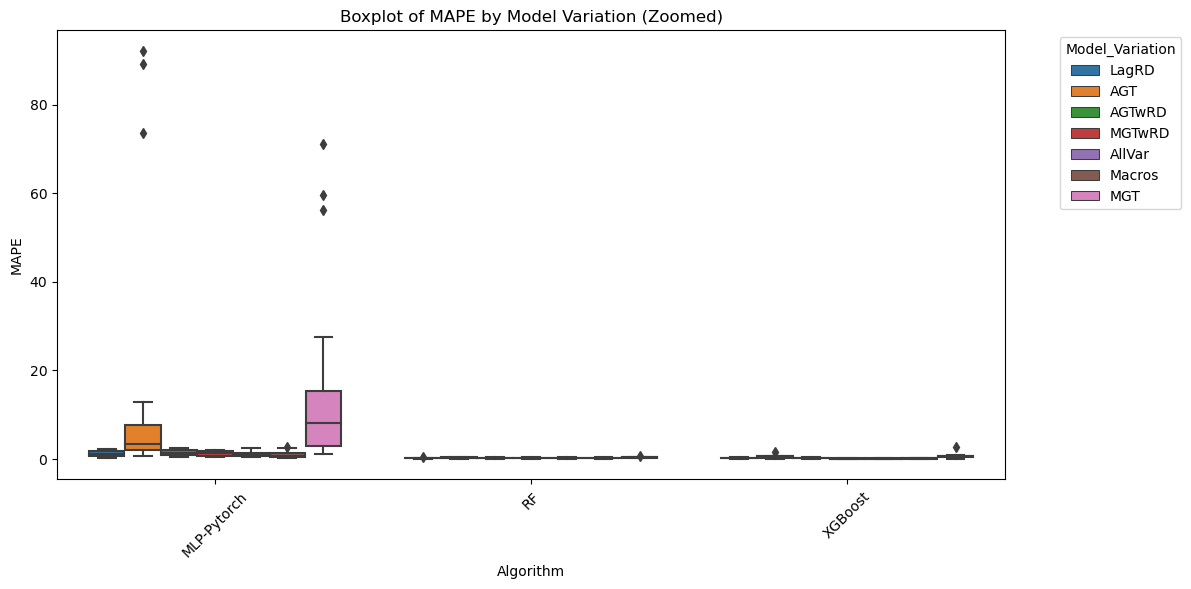 Boxplot of MAPE by Model Variation (Zoomed)
Model_Variation
LagRD
AGT
AGTwRD
MGTwRD
AllVar
Macros
MGT
MAPE
80
60
40
20
0
MLP-Pytorch
RF
XGBoost
Algorithm